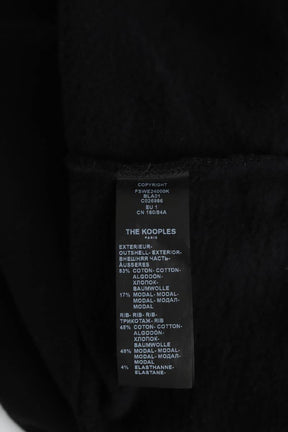 COPYRIGHT
FSWE24000K
BLA01
C026986
EU 1
CN 160/84A
THE KOOPLES
PARIS
EXTERIEUR-
OUTSHELL- EXTERIOR-
ВНЕШНЯЯ ЧАСТЬ-
ÄUSSERES
83% COTON- COTTON-
ALGODON-
ХЛОПОК-
BAUMWOLLE
17% MODAL- MODAL-
MODAL- МОДАЛ-
MODAL
RIB- RIB- RIB-
ТРИКОТАЖ- RIB
48% COTON- COTTON-
ALGODON-
ХЛОПОК-
BAUMWOLLE
48% MODAL- MODAL-
MODAL- МОДАЛ-
MODAL
4% ELASTHANNE-
ELASTANE-